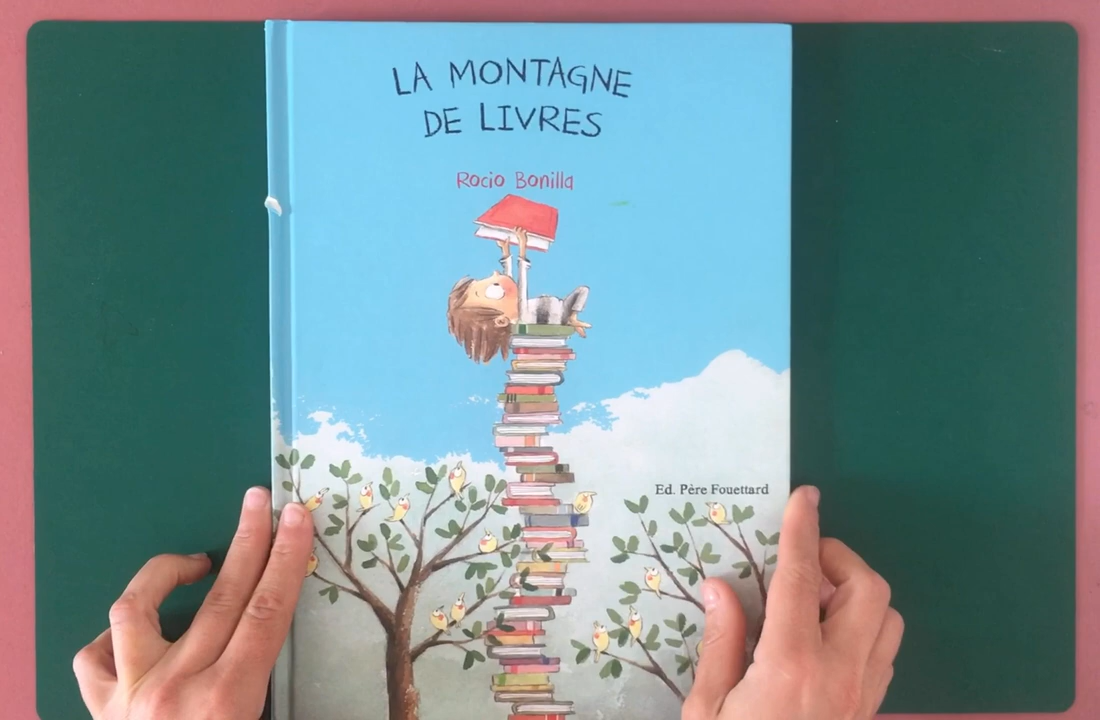 LA MONTAGNE
DE LIVRES
Rocio Bonilla
Ed. Père Fouettard